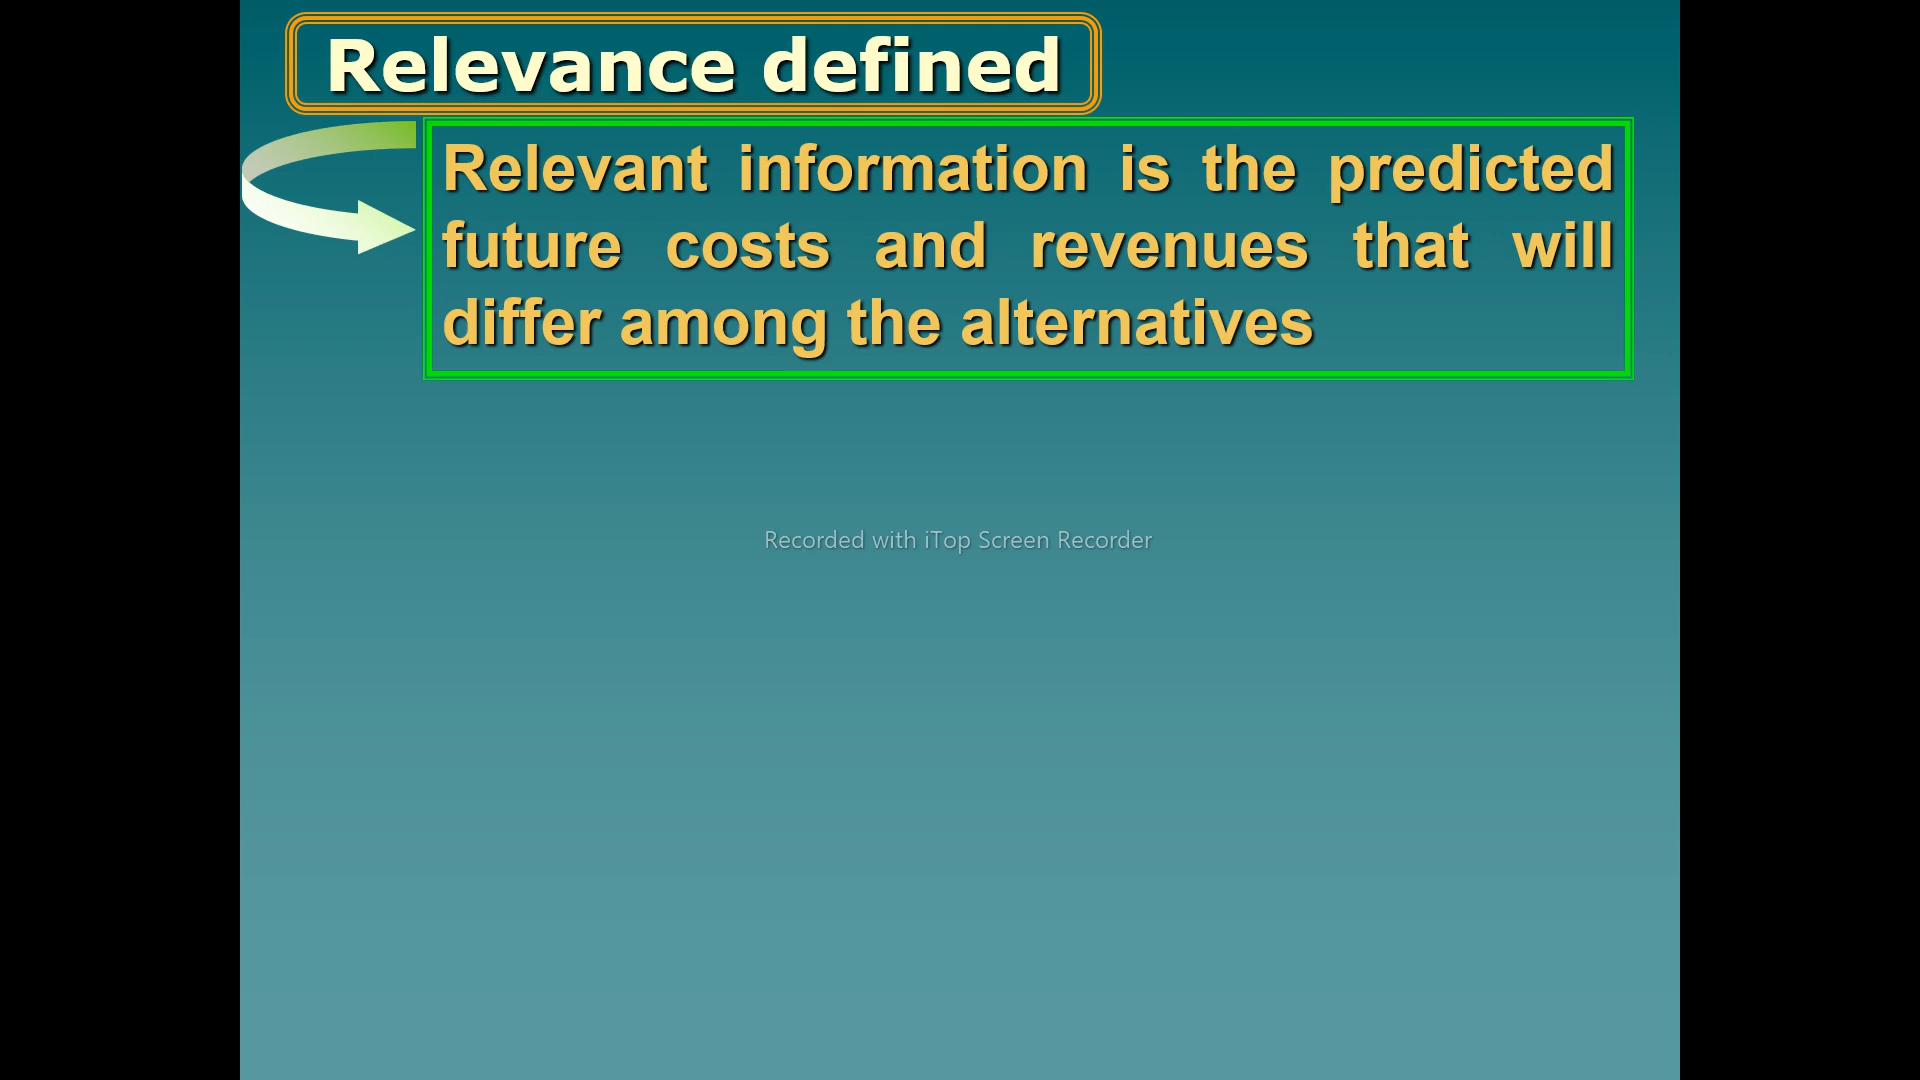 Relevance defined
Relevant information is the predicted
future costs and revenues that will
differ among the alternatives
Recorded with iTop Screen Recorder